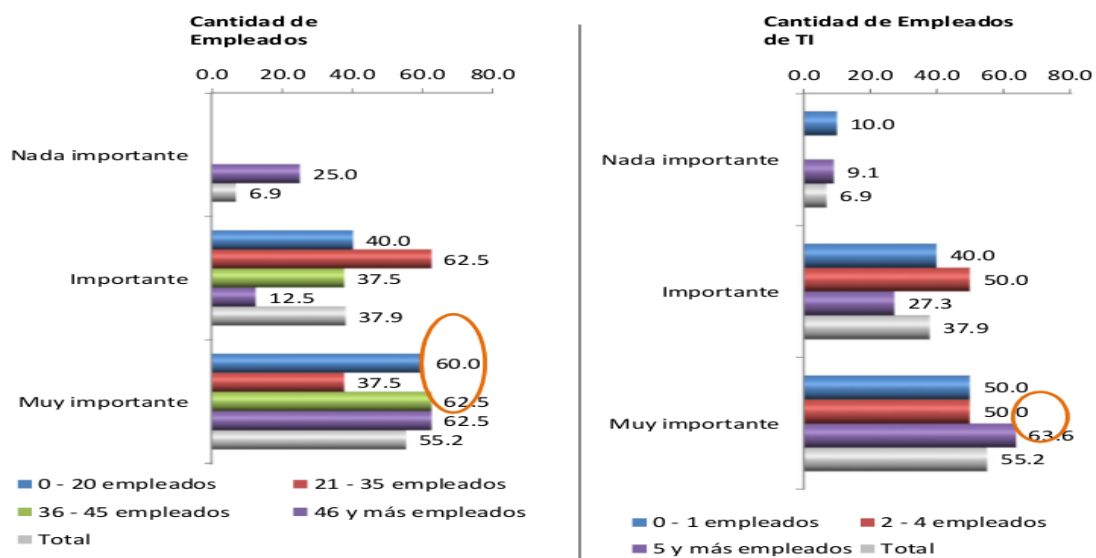 Cantidad de
Empleados
0.0 20.0 40.0 60.0 80.0
Nada importante
25.0
6.9
Importante
40.0
62.5
37.5
12.5
37.9
Muy importante
60.0
37.5
62.5
62.5
55.2
0 - 20 empleados 21 - 35 empleados
36 - 45 empleados 46 y más empleados
Total
Cantidad de Empleados
de TI
0.0 20.0 40.0 60.0 80.0
Nada importante
10.0
9.1
6.9
Importante
40.0
50.0
27.3
37.9
Muy importante
50.0
50.0
63.6
55.2
0 - 1 empleados 2 - 4 empleados
5 y más empleados Total